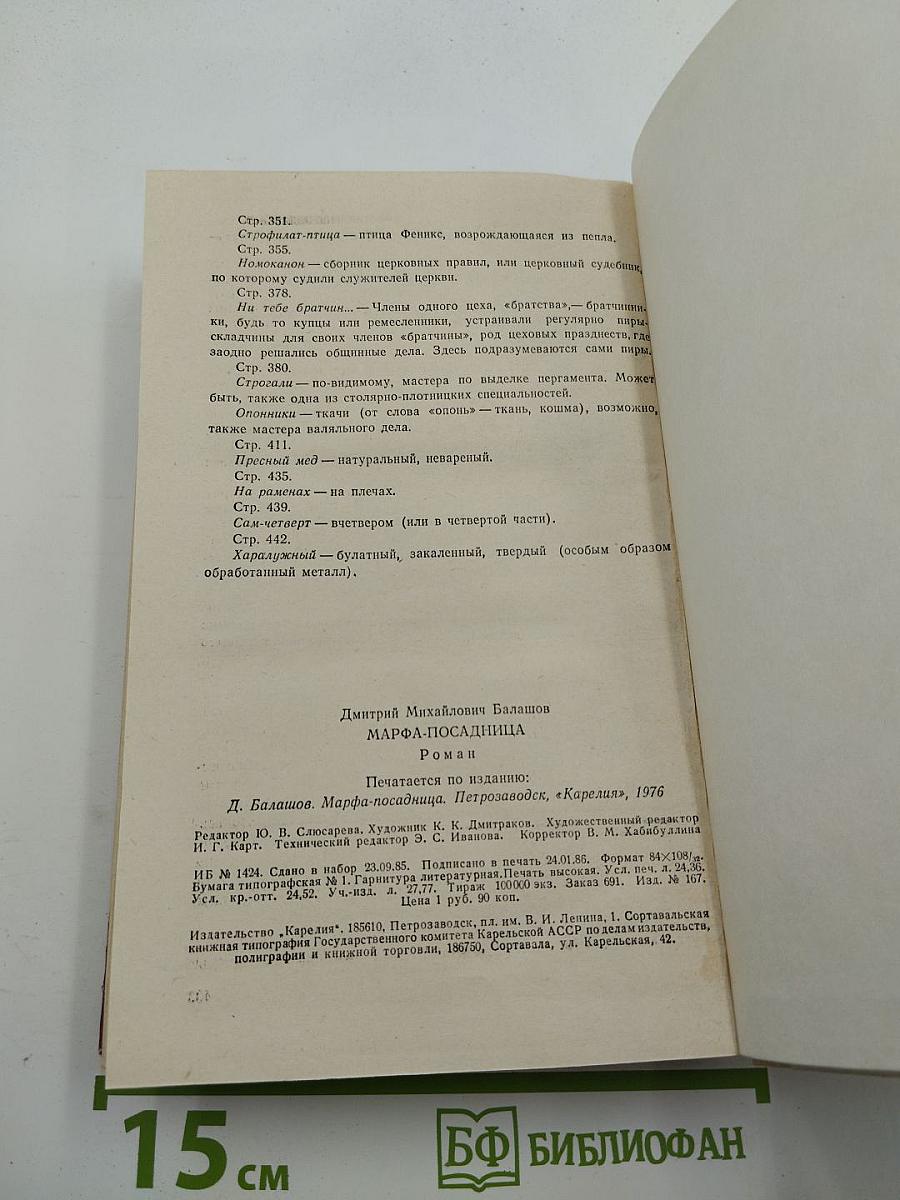 Стр. 351.
Строфилат-птица — птица Феникс, возрождающаяся из пепла.
Стр. 355.
Номоканон — сборник церковных правил, или церковный судебник,
по которому судили служителей церкви.
Стр. 378.
Ни тебе братчин... — Члены одного цеха, «братства», — братчинни-
ки, будь то купцы или ремесленники, устраивали регулярно пиры-
складчины для своих членов «братчины», род цеховых празднеств, где
заодно решались общинные дела. Здесь подразумеваются сами пиры.
Стр. 380.
Строгали — по-видимому, мастера по выделке пергамента. Может
быть, также одна из столярно-плотницких специальностей.
Опонники — ткачи (от слова «опонь» — ткань, кошма), возможно,
также мастера валяльного дела.
Стр. 411.
Пресный мед — натуральный, невареный.
Стр. 435.
На раменах — на плечах.
Стр. 439.
Сам-четверт — вчетвером (или в четвертой части).
Стр. 442.
Харалужный — булатный, закаленный, твердый (особым образом
обработанный металл).
Дмитрий Михайлович Балашов
МАРФА-ПОСАДНИЦА
Роман
Печатается по изданию:
Д. Балашов. Марфа-посадница. Петрозаводск, «Карелия», 1976
Редактор Ю. В. Слюсарева. Художник К. К. Дмитраков. Художественный редактор
И. Г. Карт. Технический редактор Э. С. Иванова. Корректор В. М. Хабибуллина
ИБ № 1424. Сдано в набор 23.09.85. Подписано в печать 24.01.86. Формат 84×108/32.
Бумага типографская № 1. Гарнитура литературная. Печать высокая. Усл. печ. л. 24,36.
Усл. кр.-отт. 24,52. Уч.-изд. л. 27,77. Тираж 100000 экз. Заказ 691. Изд. № 167.
Цена 1 руб. 90 коп.
Издательство „Карелия“. 185610, Петрозаводск, пл. им. В. И. Ленина, 1. Сортавальская
книжная типография Государственного комитета Карельской АССР по делам издательств,
полиграфии и книжной торговли, 186750, Сортавала, ул. Карельская, 42.
15 см
БФ БИБЛИОФАН